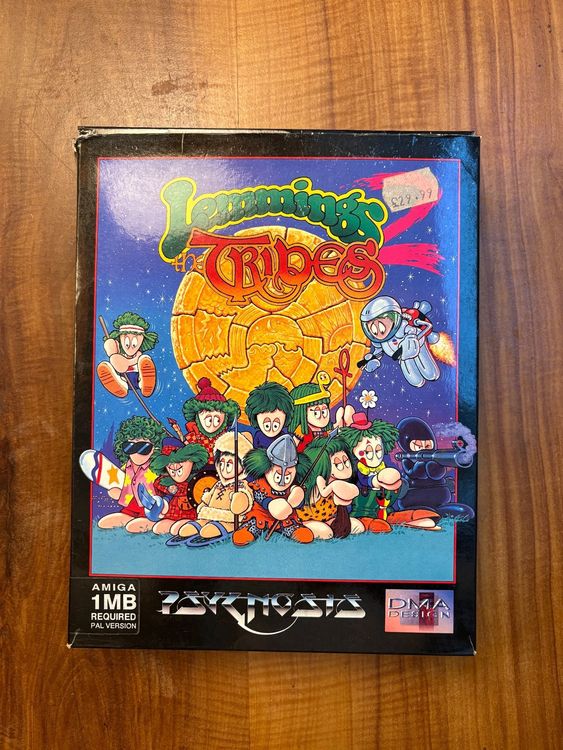 Lemmings 2
the TRIBES
£29.99
AMIGA
1MB
REQUIRED
PAL VERSION
PSYGNOSIS
DMA
DESIGN